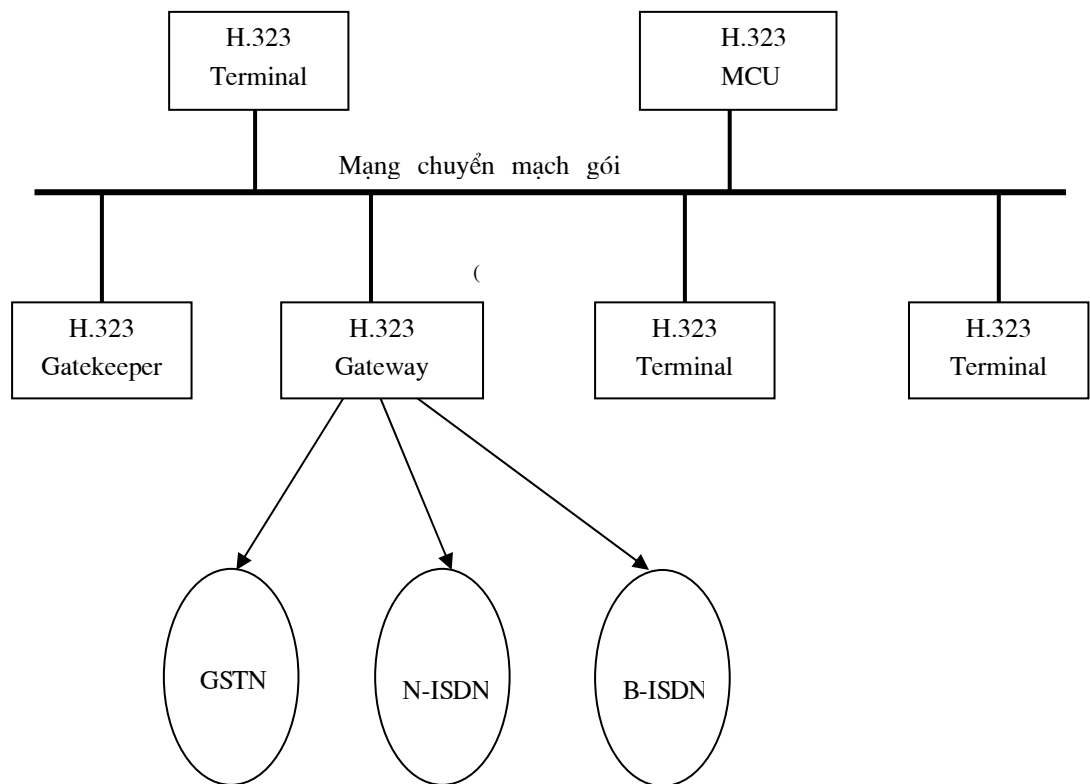 H.323
Terminal
H.323
MCU
Mạng chuyển mạch gói
(
H.323
Gatekeeper
H.323
Gateway
H.323
Terminal
H.323
Terminal
GSTN
N-ISDN
B-ISDN